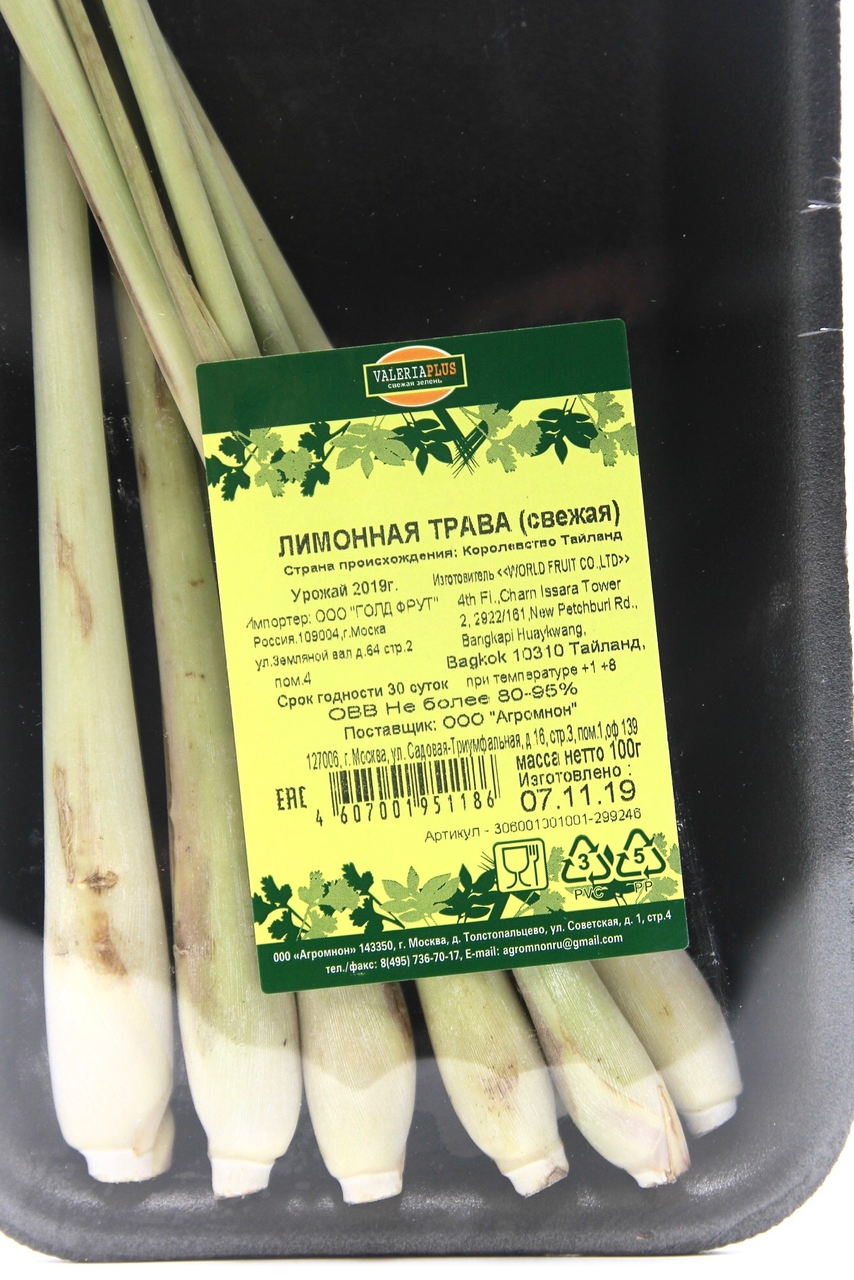 VALERIAPLUS
свежая зелень
ЛИМОННАЯ ТРАВА (свежая)
Страна происхождения: Королевство Тайланд
Урожай 2019г.
Импортер: ООО "ГОЛД ФРУТ"
Россия.109004,г.Москва
ул.Земляной вал д.64 стр.2
пом.4
Срок годности 30 суток
Изготовитель <<WORLD FRUIT CO.,LTD>>
4th Fl.,Charn Issara Tower
2, 2922/161,New Petchburi Rd.,
Bangkapi Huaykwang,
Bagkok 10310 Тайланд,
при температуре +1 +8
ОВВ Не более 80-95%
Поставщик: ООО "Агромнон"
127006, г. Москва, ул. Садовая-Триумфальная, д 16, стр.3, пом.1,оф 139
масса нетто 100г
Изготовлено :
07.11.19
EAC
4 607001 951186
Артикул - 306001001001-299246
3
PVC
5
PP
ООО «Агромнон» 143350, г. Москва, д. Толстопальцево, ул. Советская, д. 1, стр.4
тел./факс: 8(495) 736-70-17, E-mail: agromnonru@gmail.com